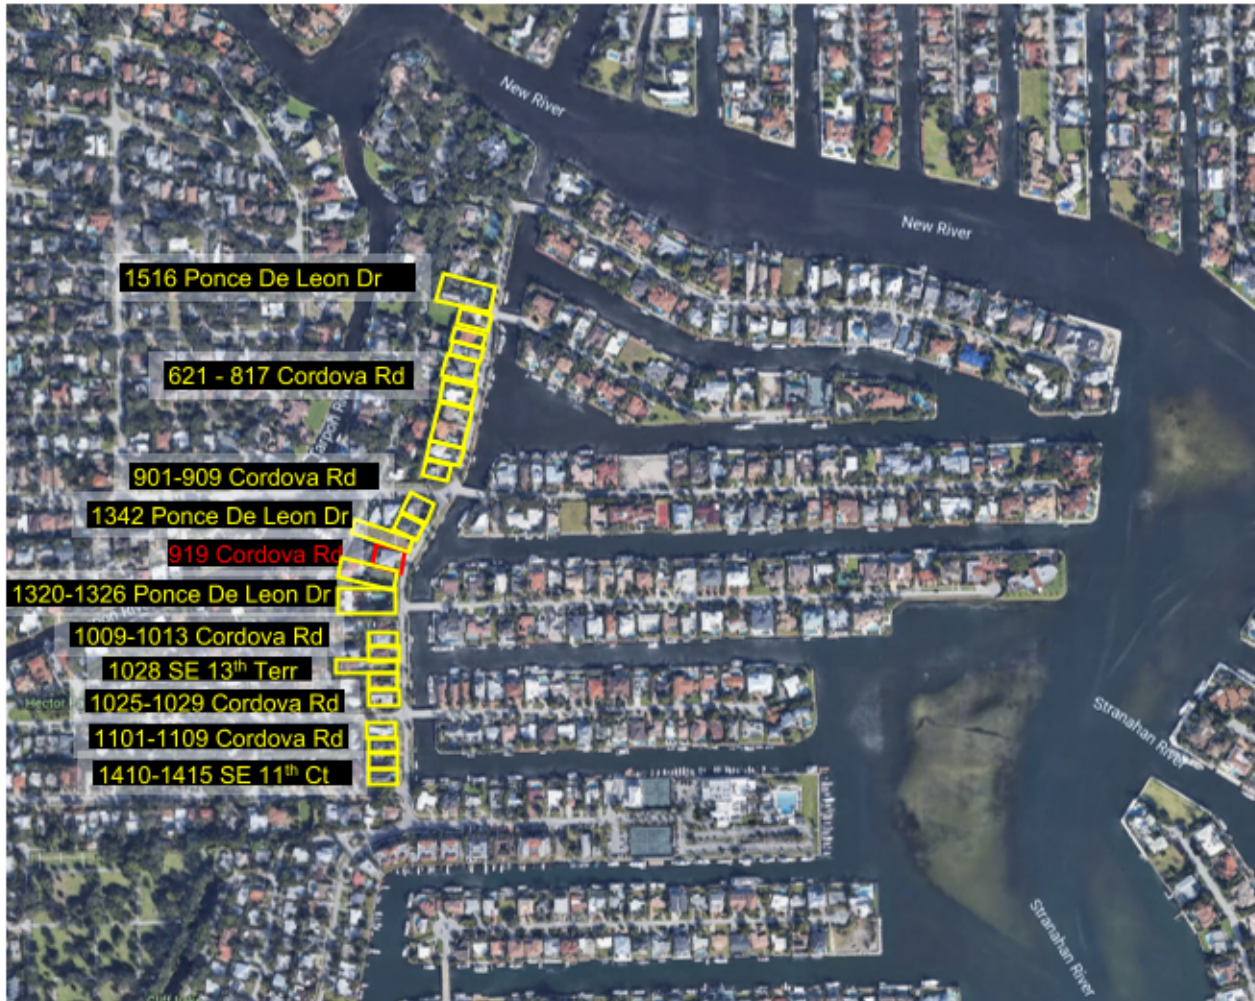 New River
New River
1516 Ponce De Leon Dr
621 - 817 Cordova Rd
901-909 Cordova Rd
1342 Ponce De Leon Dr
919 Cordova Rd
1320-1326 Ponce De Leon Dr
1009-1013 Cordova Rd
1028 SE 13th Terr
Hector
1025-1029 Cordova Rd
1101-1109 Cordova Rd
1410-1415 SE 11th Ct
Stranahan River
Stranahan River